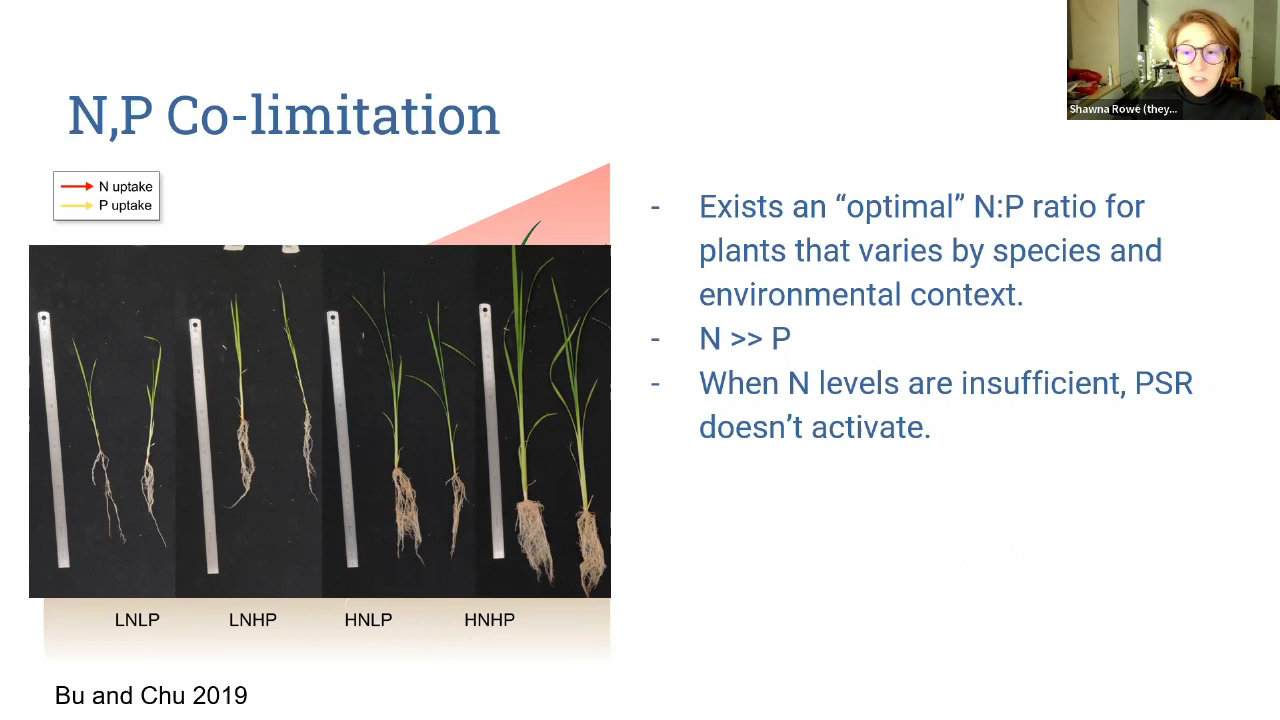 Shawna Rowe (they...
N,P Co-limitation
N uptake
P uptake
- Exists an “optimal” N:P ratio for
plants that varies by species and
environmental context.
- N >> P
- When N levels are insufficient, PSR
doesn’t activate.
LNLP LNHP HNLP HNHP
Bu and Chu 2019